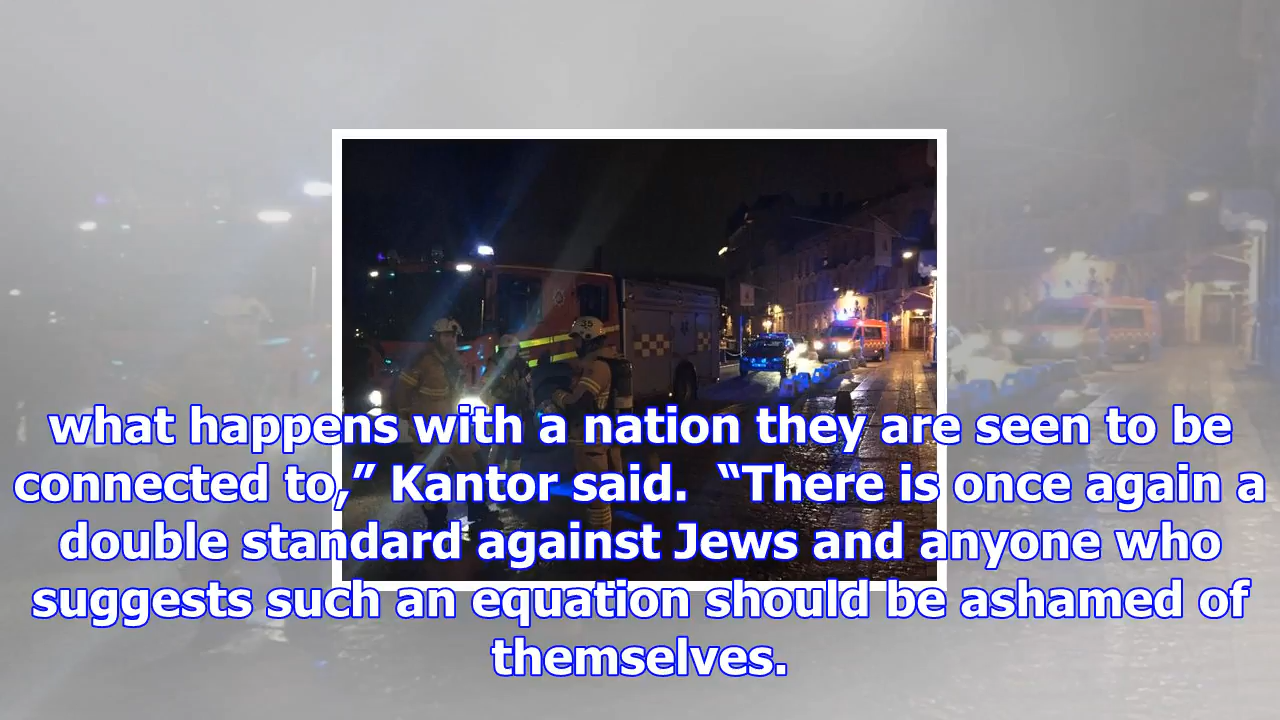 what happens with a nation they are seen to be
connected to,” Kantor said.  “There is once again a
double standard against Jews and anyone who
suggests such an equation should be ashamed of
themselves.